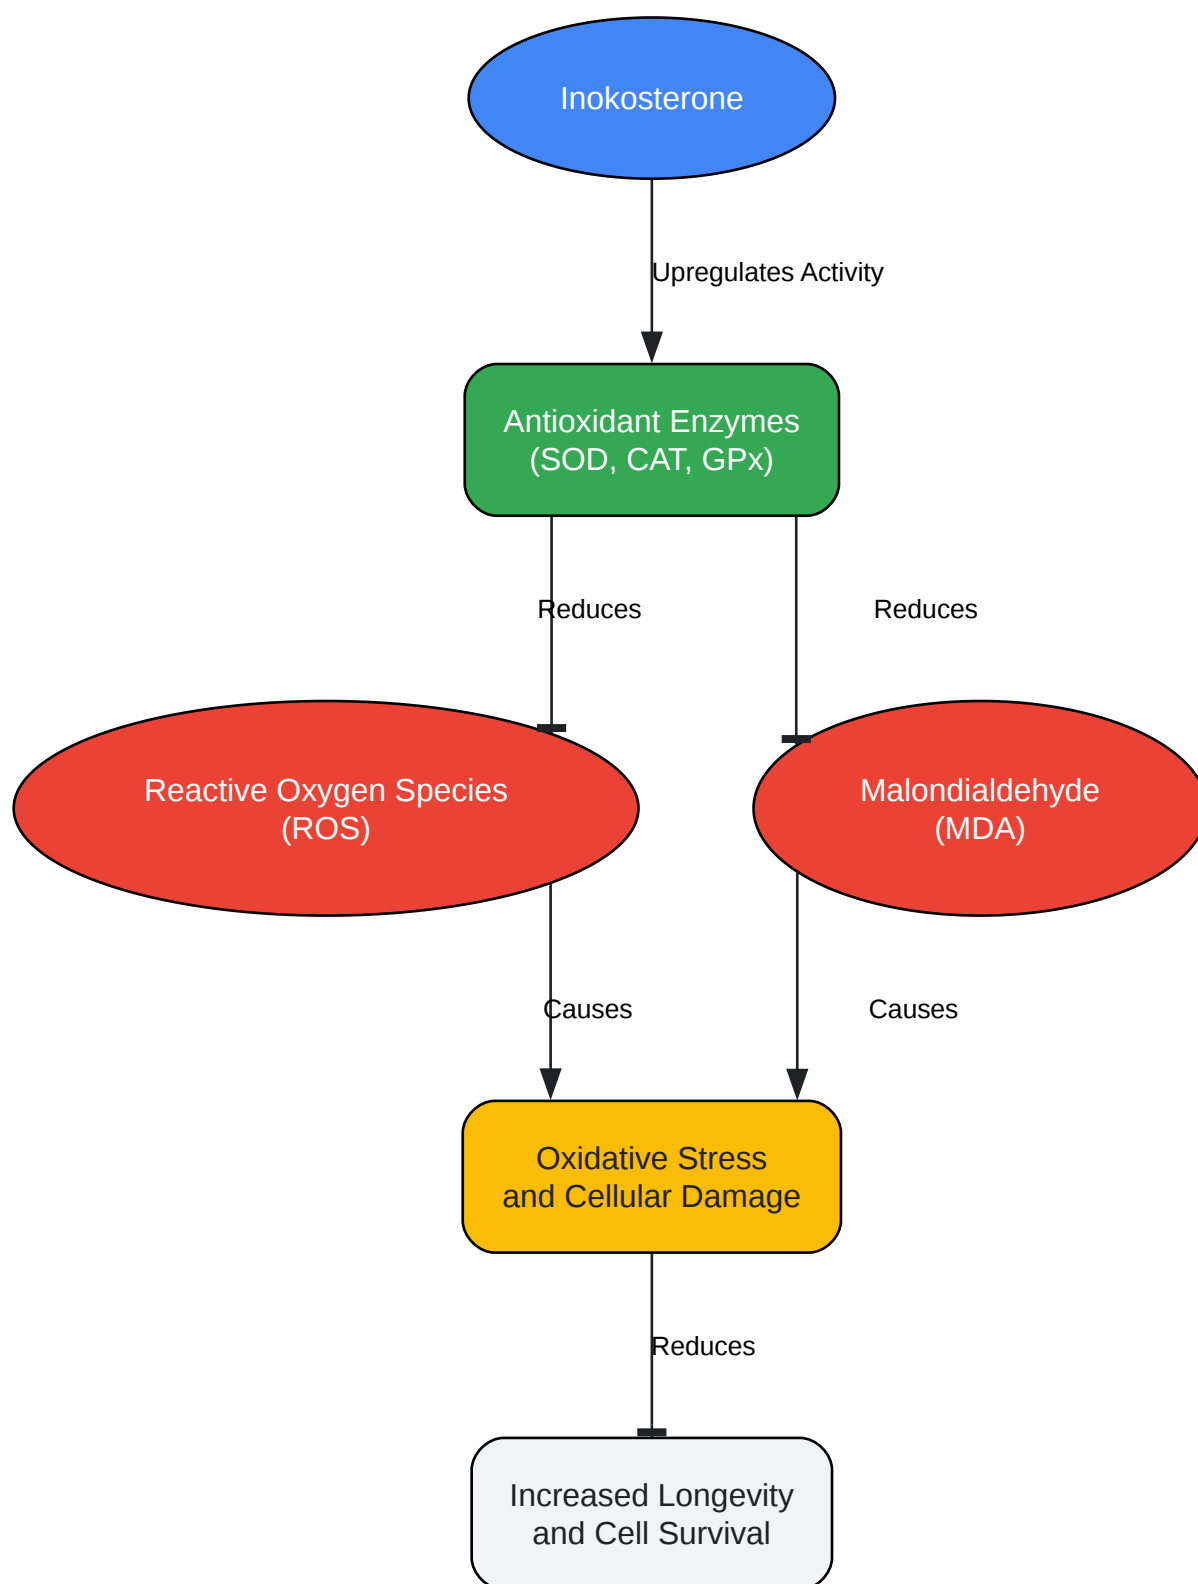 Inokosterone
Upregulates Activity
Antioxidant Enzymes
(SOD, CAT, GPx)
Reduces
Reduces
Reactive Oxygen Species
(ROS)
Malondialdehyde
(MDA)
Causes
Causes
Oxidative Stress
and Cellular Damage
Reduces
Increased Longevity
and Cell Survival